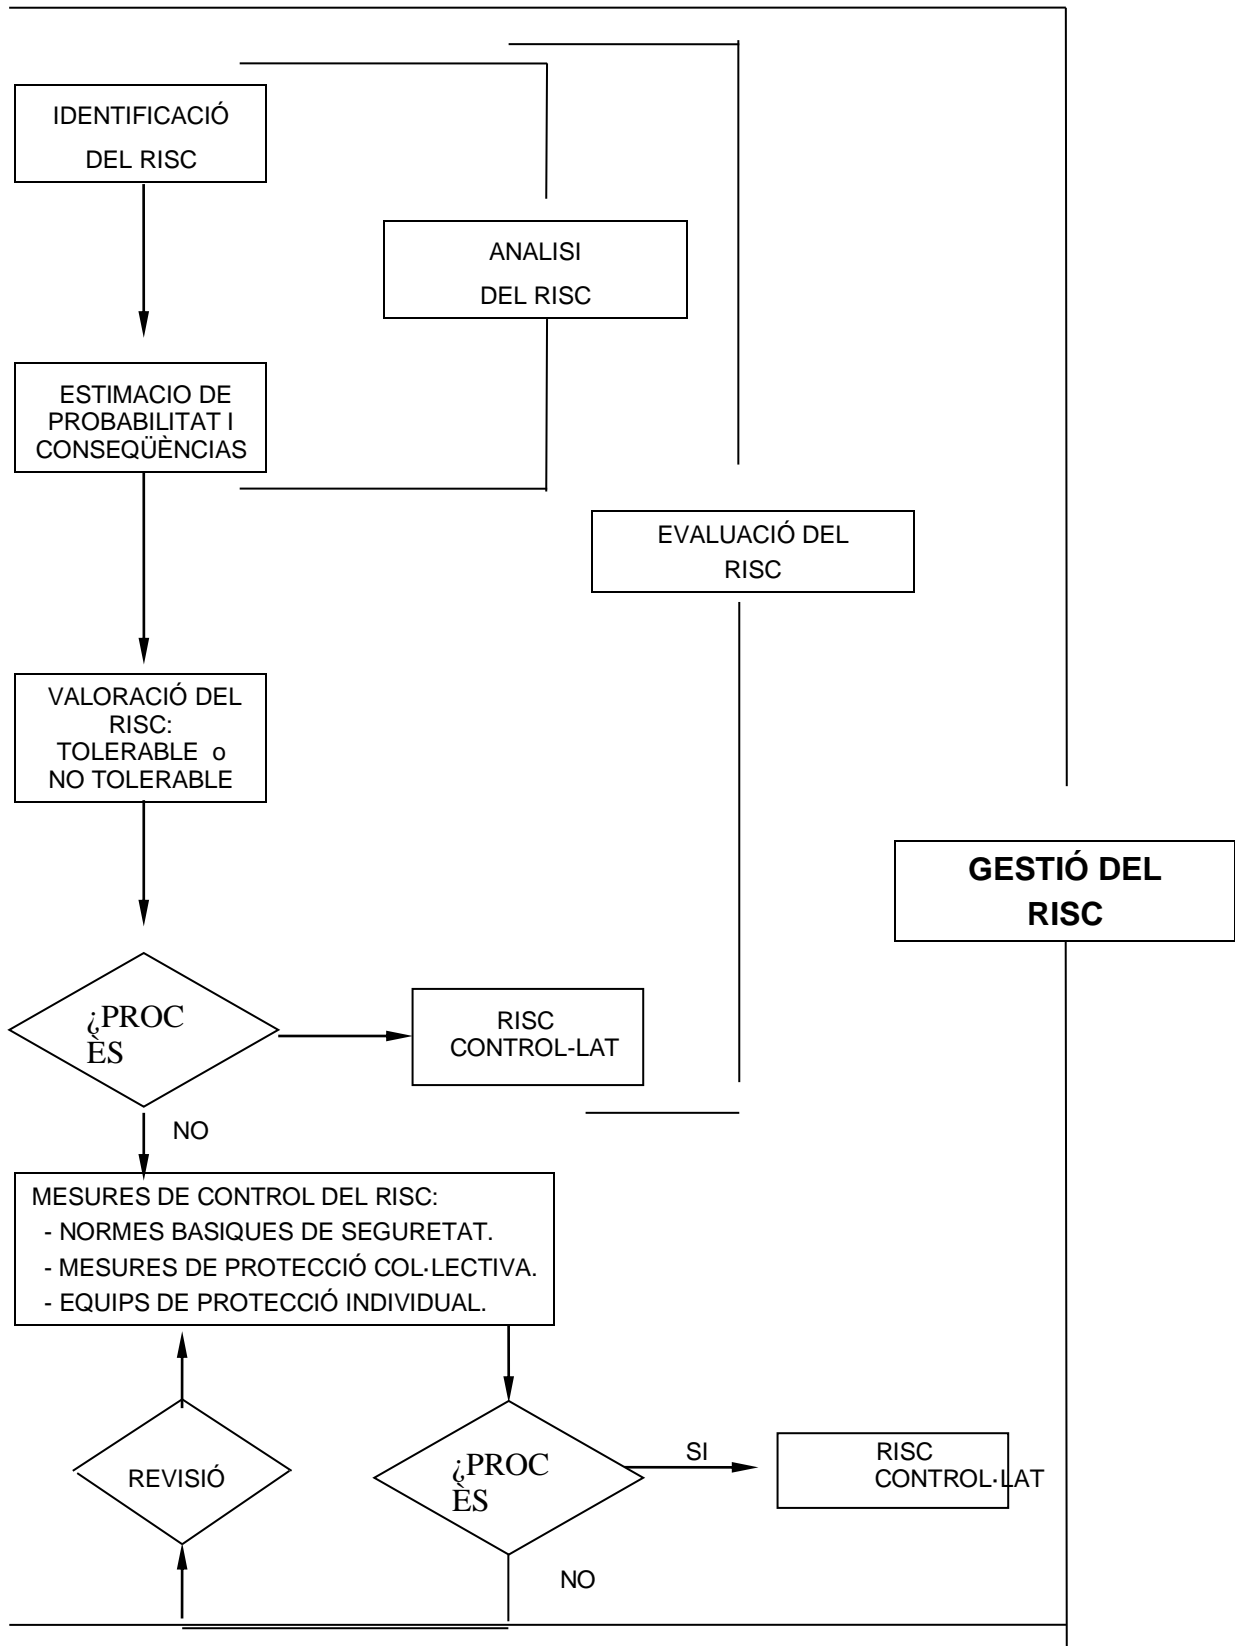 IDENTIFICACIÓ
DEL RISC
ANALISI
DEL RISC
ESTIMACIO DE
PROBABILITAT I
CONSEQÜÈNCIAS
EVALUACIÓ DEL
RISC
VALORACIÓ DEL
RISC:
TOLERABLE o
NO TOLERABLE
GESTIÓ DEL
RISC
¿PROC
ÈS
RISC
CONTROL-LAT
NO
MESURES DE CONTROL DEL RISC:
- NORMES BASIQUES DE SEGURETAT.
- MESURES DE PROTECCIÓ COL·LECTIVA.
- EQUIPS DE PROTECCIÓ INDIVIDUAL.
REVISIÓ
¿PROC
ÈS
SI
RISC
CONTROL·LAT
NO